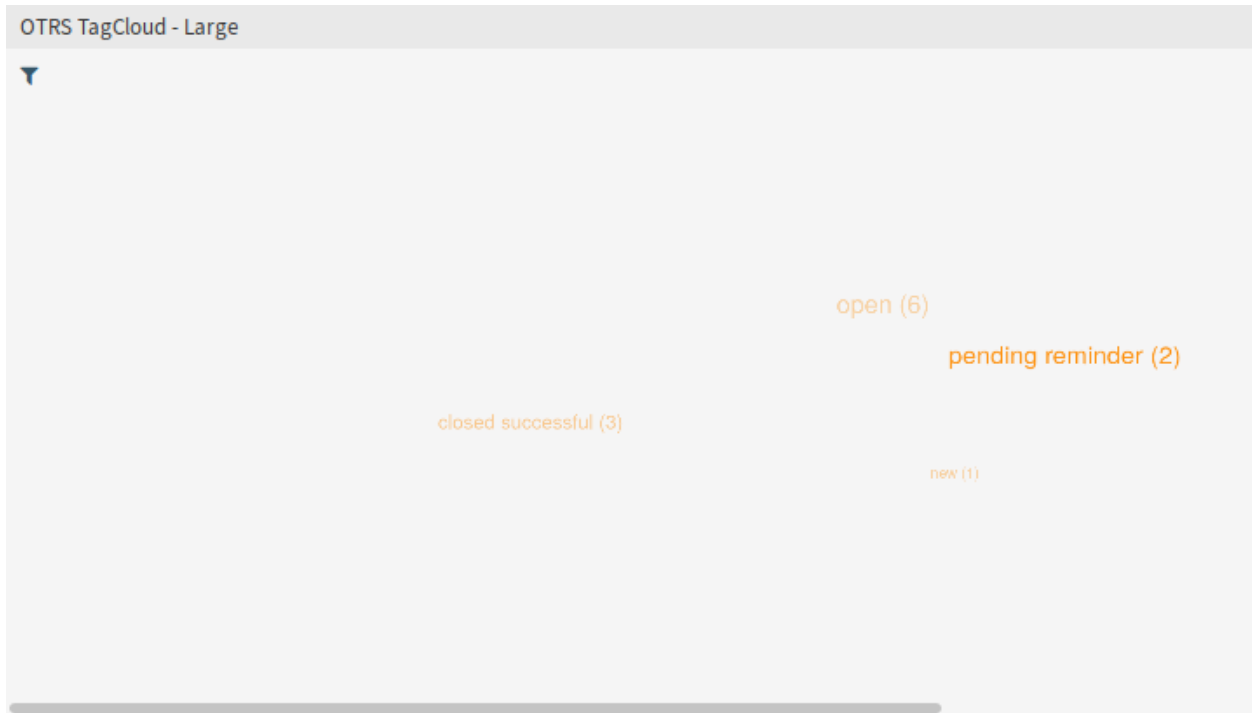 OTRS TagCloud - Large
open (6)
pending reminder (2)
closed successful (3)
new (1)